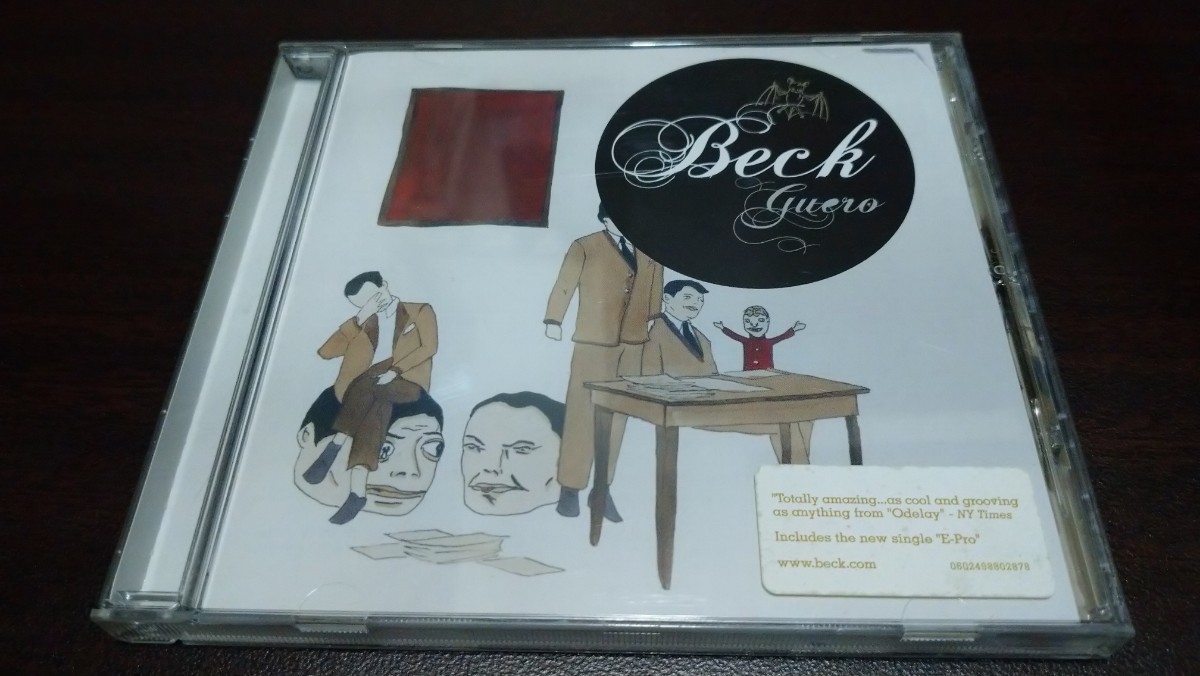 Beck
Guero
"Totally amazing...as cool and grooving
as anything from "Odelay" - NY Times
Includes the new single "E-Pro"
www.beck.com
0602498802878